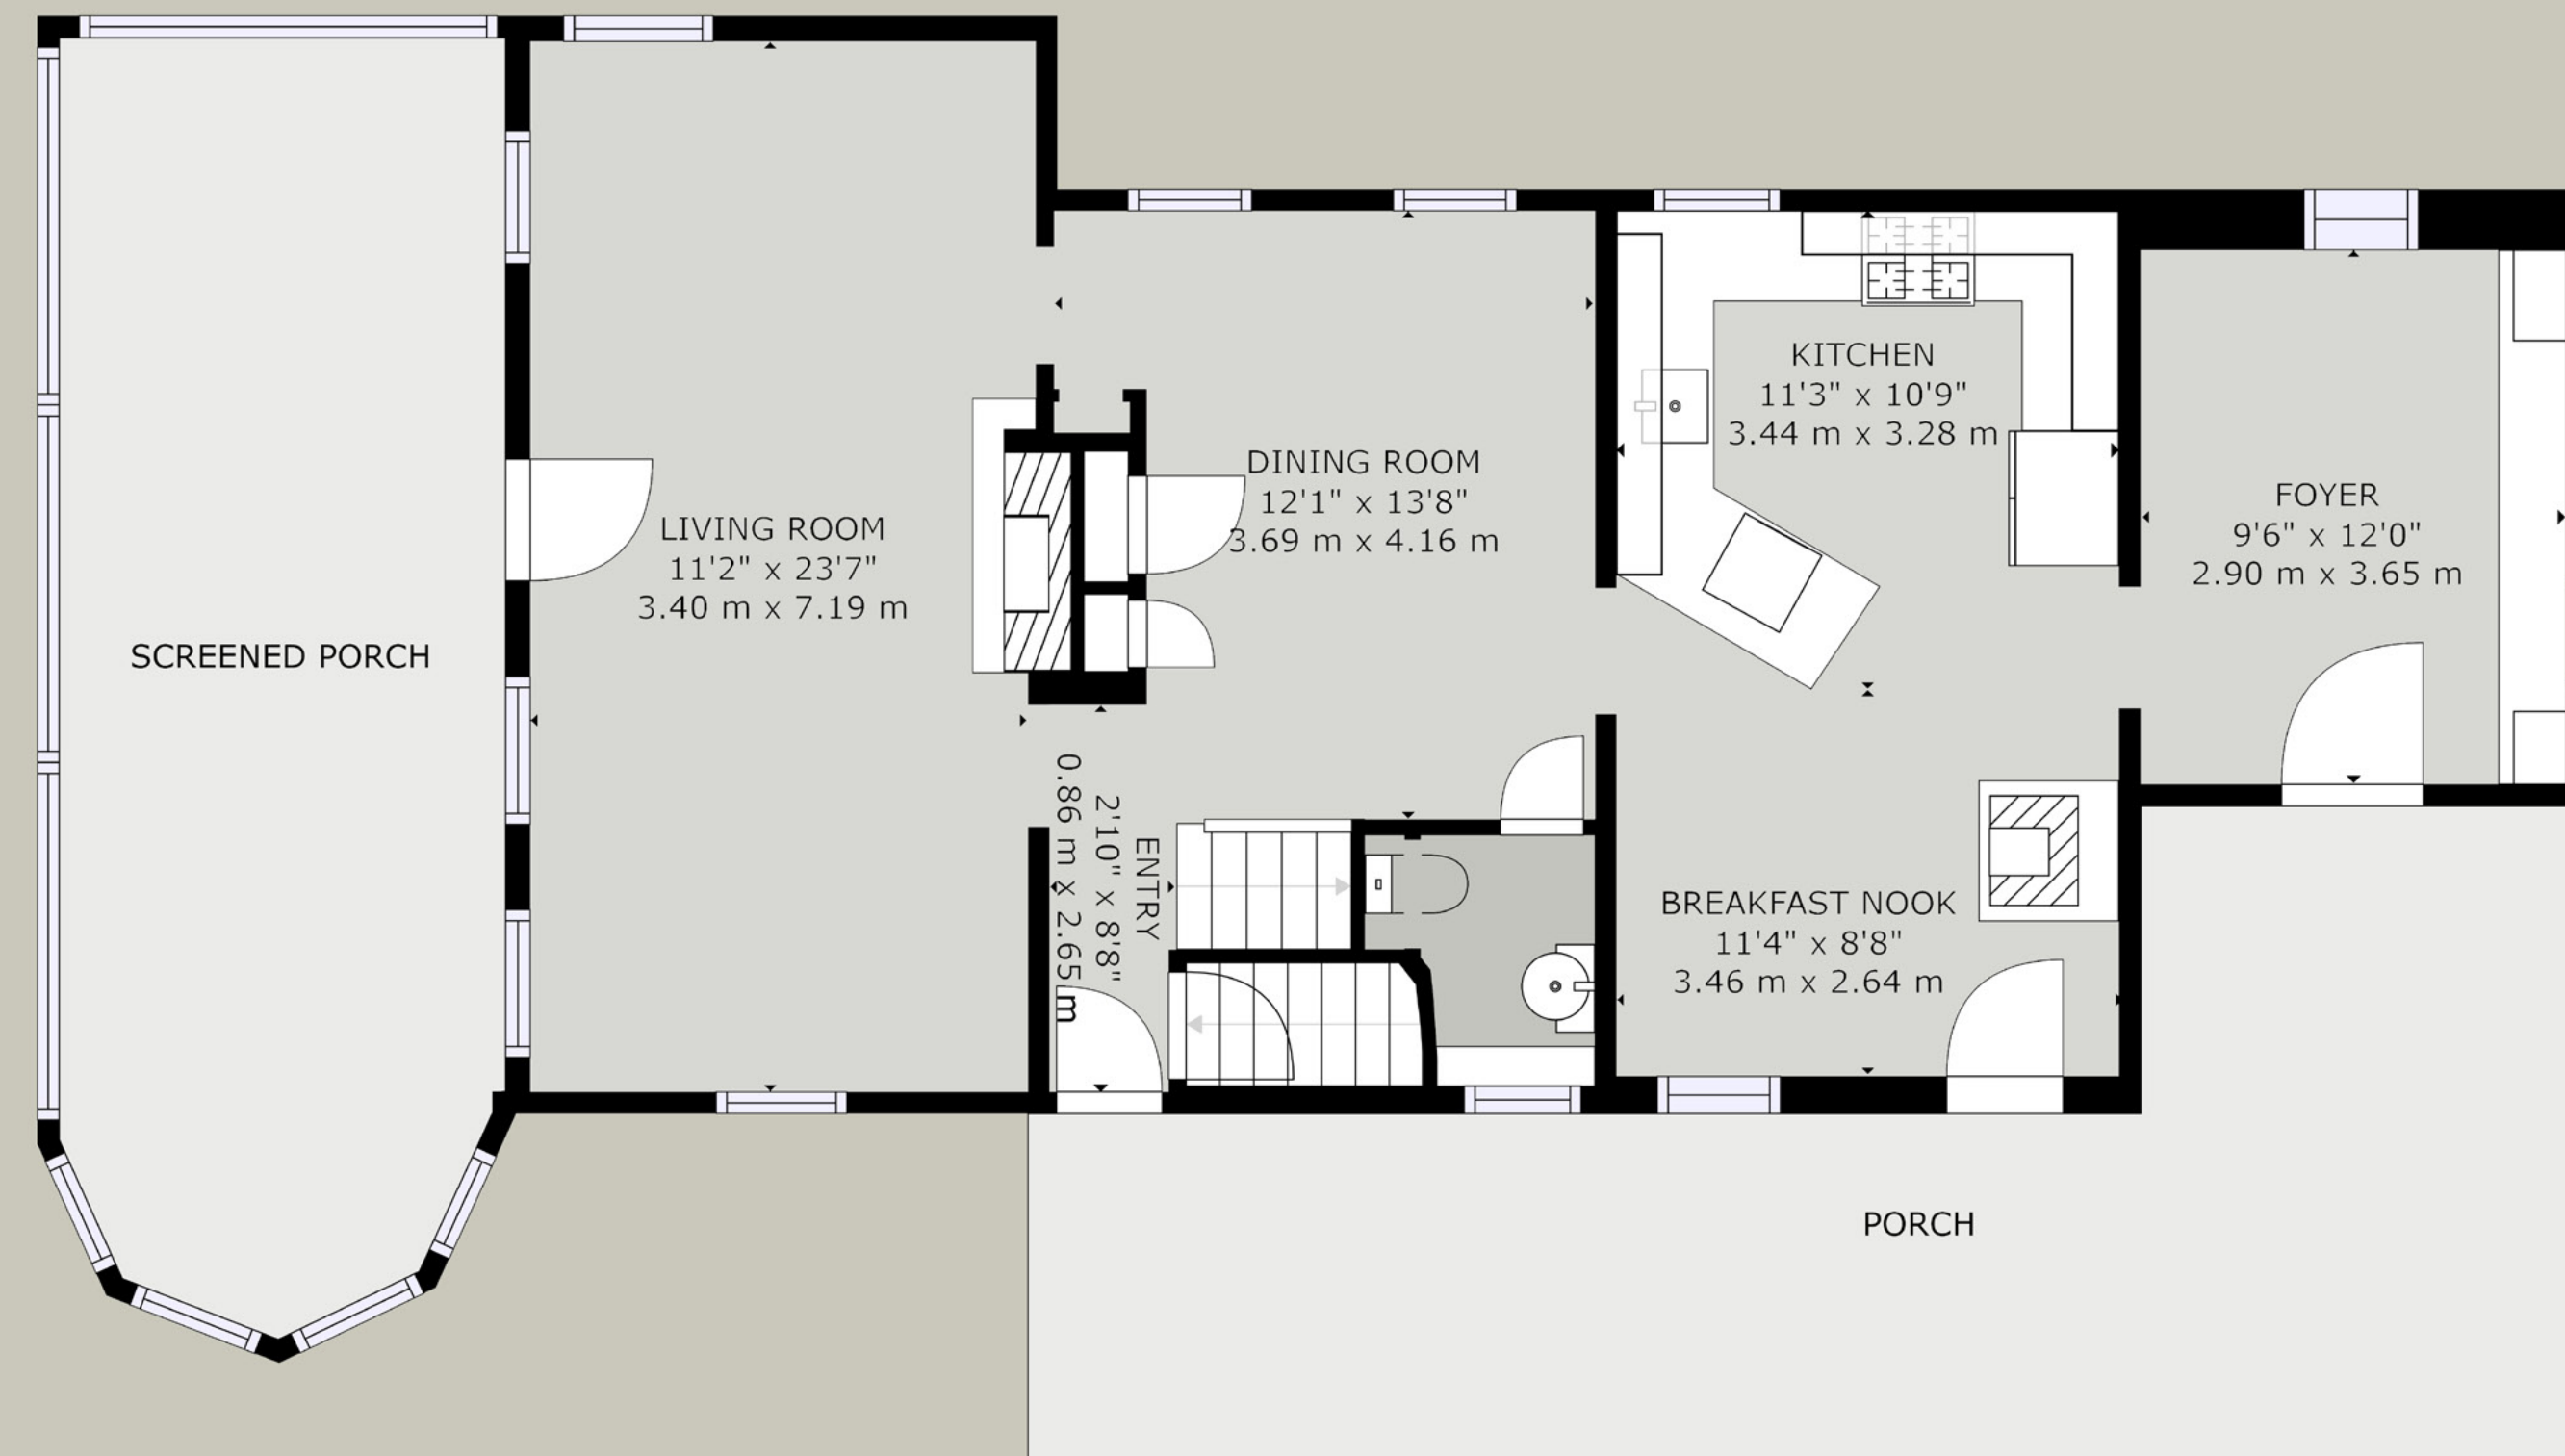 SCREENED PORCH
LIVING ROOM
11'2" x 23'7"
3.40 m x 7.19 m
DINING ROOM
12'1" x 13'8"
3.69 m x 4.16 m
KITCHEN
11'3" x 10'9"
3.44 m x 3.28 m
FOYER
9'6" x 12'0"
2.90 m x 3.65 m
ENTRY
2'10" x 8'8"
0.86 m x 2.65 m
BREAKFAST NOOK
11'4" x 8'8"
3.46 m x 2.64 m
PORCH